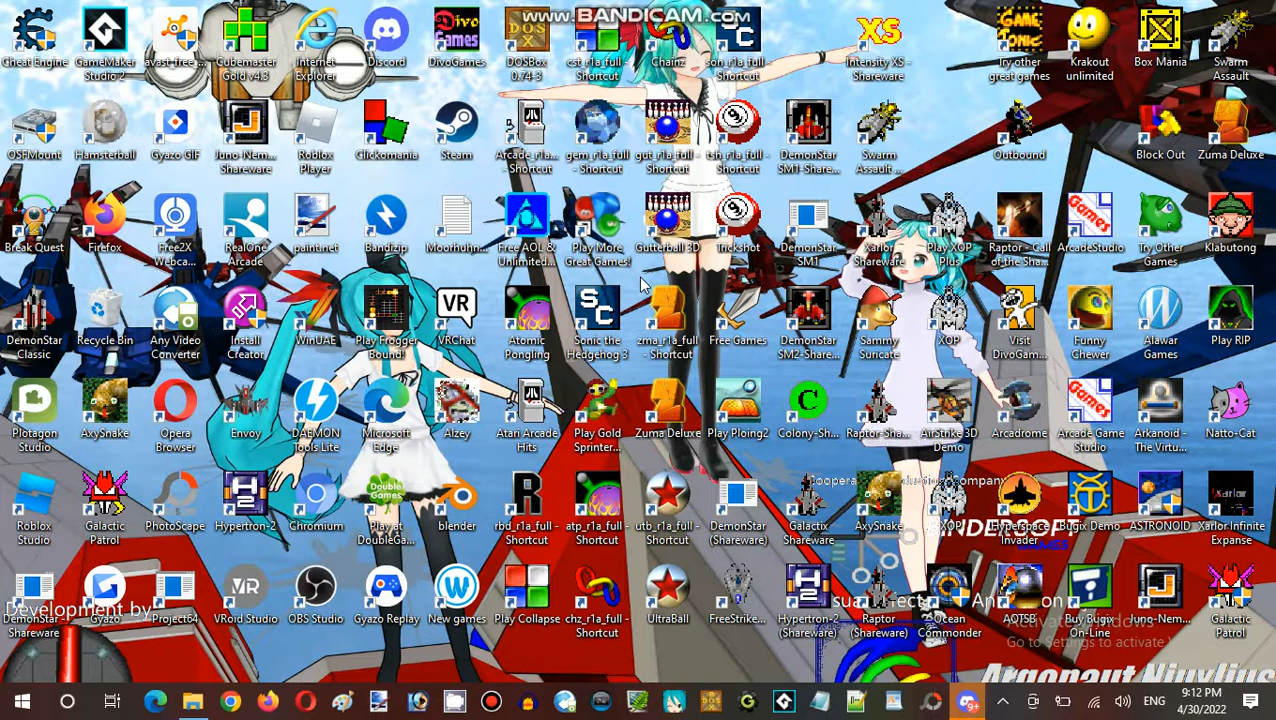 www.BANDICAM.com
Cheat Engine
GameMaker Studio 2
avast_free_...
Cubemaster Gold v4.3
Internet Explorer
Discord
DivoGames
DOSBox 0.74-3
cst_r1a_full - Shortcut
Chainz
son_r1a_full - Shortcut
Intensity XS - Shareware
Try other great games
Krakout unlimited
Box Mania
Swarm Assault
OSFMount
Hamsterball
Gyazo GIF
Juno-Nem... Shareware
Roblox Player
Clickomania
Steam
Arcade_r1a... - Shortcut
gem_r1a_full - Shortcut
gut_r1a_full - Shortcut
tsh_r1a_full - Shortcut
DemonStar SM1-Share...
Swarm Assault ...
Outbound
Block Out
Zuma Deluxe
Break Quest
Firefox
Free2X Webca...
RealOne Arcade
paint.net
Bandizip
Moorhuhn...
Free AOL & Unlimited...
Play More Great Games!
Gutterball 3D
Trickshot
DemonStar SM1
Xarlor Shareware
Play XOP Plus
Raptor - Call of the Sha...
ArcadeStudio
Try Other Games
Klabutong
DemonStar Classic
Recycle Bin
Any Video Converter
Install Creator
WinUAE
Play Frogger Bound!
VRChat
Atomic Pongling
Sonic the Hedgehog 3
zma_r1a_full - Shortcut
Free Games
DemonStar SM2-Share...
Sammy Suricate
XOP
Visit DivoGam...
Funny Chewer
Alawar Games
Play RIP
Plotagon Studio
AxySnake
Opera Browser
Envoy
DAEMON Tools Lite
Microsoft Edge
Alzey
Atari Arcade Hits
Play Gold Sprinter...
Zuma Deluxe
Play Ploing2
Colony-Sh...
Raptor-Sha...
AirStrike 3D Demo
Arcadrome
Arcade Game Studio
Arkanoid - The Virtu...
Natto-Cat
Roblox Studio
Galactic Patrol
PhotoScape
Hypertron-2
Chromium
Play at DoubleGa...
blender
rbd_r1a_full - Shortcut
atp_r1a_full - Shortcut
utb_r1a_full - Shortcut
DemonStar (Shareware)
Galactix Shareware
AxySnake
XOP
Hyperspace Invader
Bugix Demo
ASTRONOID
Xarlor Infinite Expanse
DemonStar Shareware
Gyazo
Project64
VRoid Studio
OBS Studio
Gyazo Replay
New games
Play Collapse
chz_r1a_full - Shortcut
UltraBall
FreeStrike...
Hypertron-2 (Shareware)
Raptor (Shareware)
Ocean Commander
AOTSB
Buy Bugix On-Line
Juno-Nem...
Galactic Patrol
Development by
Activate Windows
Go to Settings to activate
ENG
9:12 PM
4/30/2022